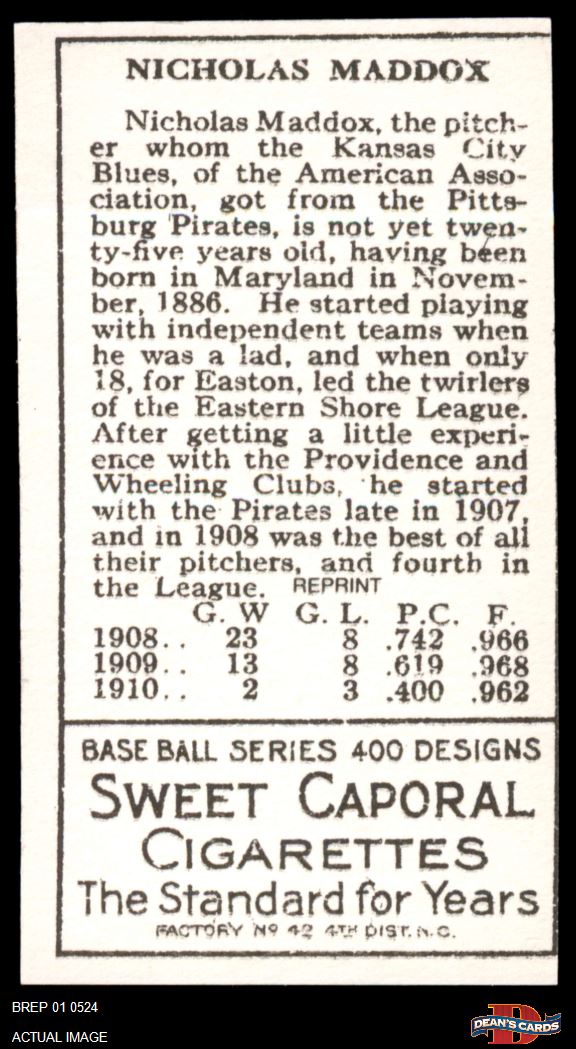 NICHOLAS MADDOX
Nicholas Maddox, the pitch-
er whom the Kansas City
Blues, of the American Asso-
ciation, got from the Pitts-
burg Pirates, is not yet twen-
ty-five years old, having been
born in Maryland in Novem-
ber, 1886. He started playing
with independent teams when
he was a lad, and when only
18, for Easton, led the twirlers
of the Eastern Shore League.
After getting a little experi-
ence with the Providence and
Wheeling Clubs, he started
with the Pirates late in 1907,
and in 1908 was the best of all
their pitchers, and fourth in
the League. REPRINT
G. W G. L. P.C. F.
1908.. 23 8 .742 .966
1909.. 13 8 .619 .968
1910.. 2 3 .400 .962
BASE BALL SERIES 400 DESIGNS
SWEET CAPORAL
CIGARETTES
The Standard for Years
FACTORY Nº 42 4TH DIST. N.C.
BREP 01 0524
ACTUAL IMAGE
DEAN'S CARDS